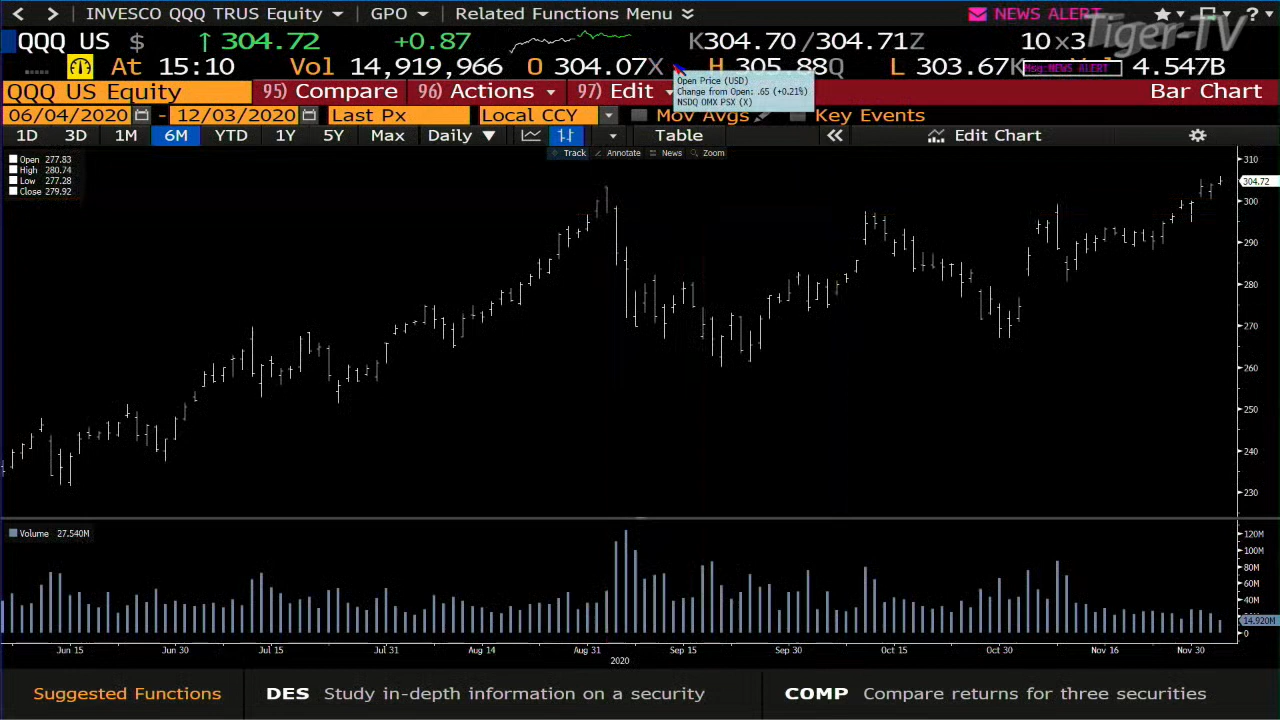 INVESCO QQQ TRUS Equity GPO Related Functions Menu NEWS ALERT ?
Tiger-TV
QQQ US $ ↑ 304.72 +0.87 K304.70 /304.71Z 10 x3
At 15:10 Vol 14,919,966 O 304.07X H 305.88Q L 303.67K 4.547B
Msg:NEWS ALERT
Open Price (USD)
Change from Open: .65 (+0.21%)
NSDQ OMX PSX (X)
QQQ US Equity 95) Compare 96) Actions 97) Edit Bar Chart
06/04/2020 - 12/03/2020 Last Px Local CCY Mov Avgs Key Events
1D 3D 1M 6M YTD 1Y 5Y Max Daily ▼ Table « Edit Chart
Track Annotate News Zoom
Open 277.83
High 280.74
Low 277.28
Close 279.92
310
304.72
300
290
280
270
260
250
240
230
Volume 27.540M
120M
100M
80M
60M
40M
14.920M
0
Jun 15 Jun 30 Jul 15 Jul 31 Aug 14 Aug 31 Sep 15 Sep 30 Oct 15 Oct 30 Nov 16 Nov 30
2020
Suggested Functions DES Study in-depth information on a security COMP Compare returns for three securities